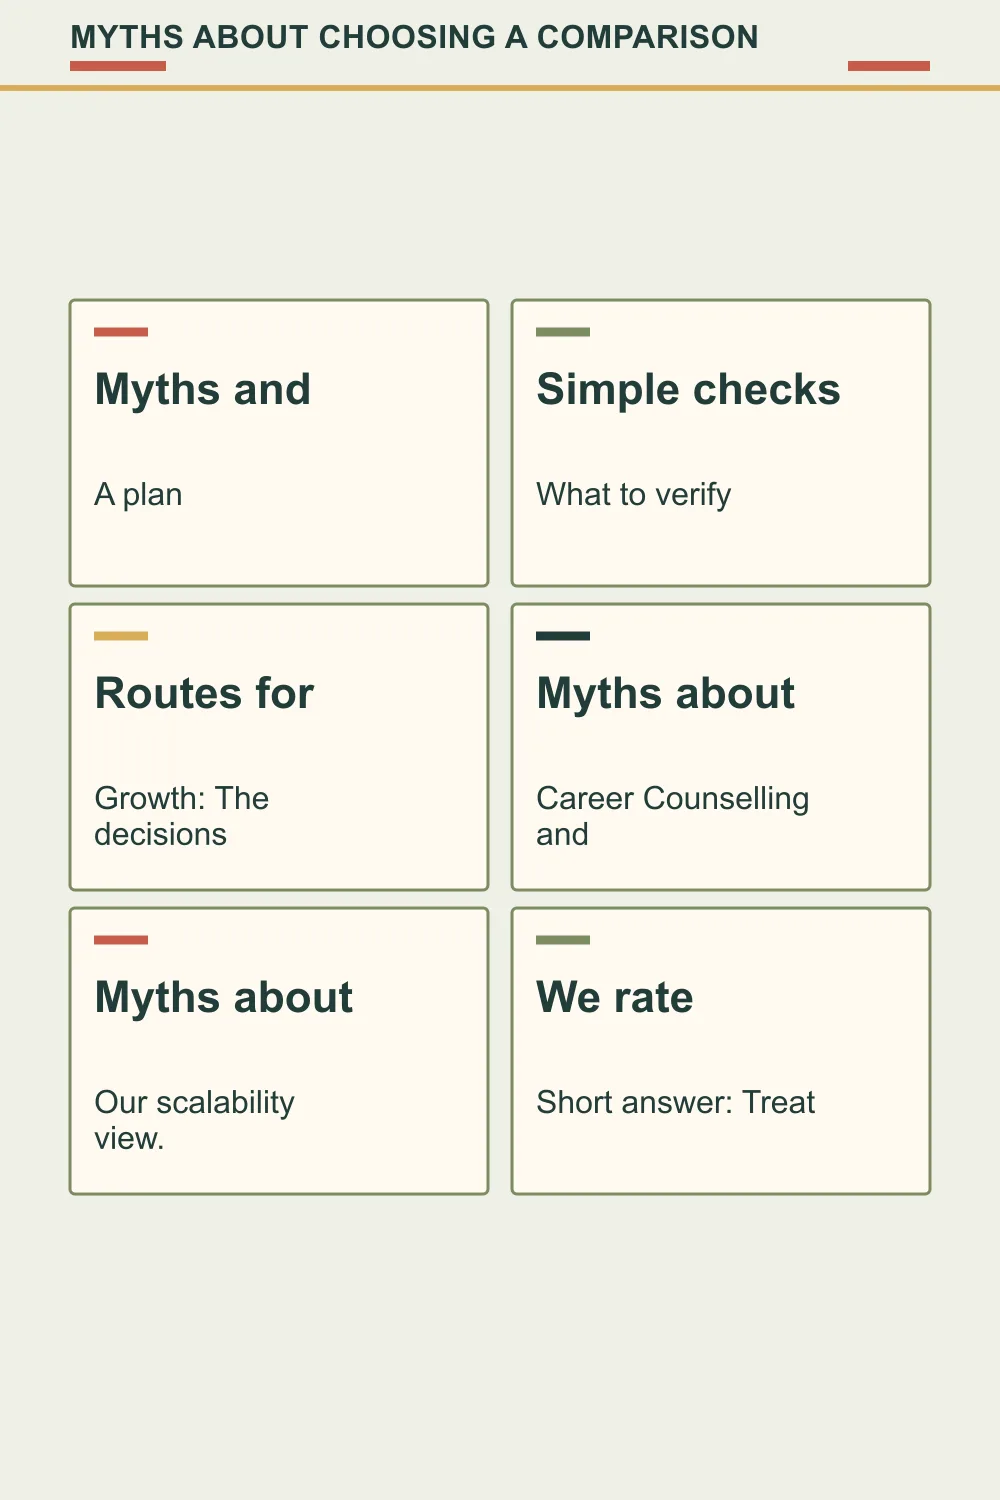 MYTHS ABOUT CHOOSING A COMPARISON
Myths and
A plan
Simple checks
What to verify
Routes for
Growth: The
decisions
Myths about
Career Counselling
and
Myths about
Our scalability
view.
We rate
Short answer: Treat